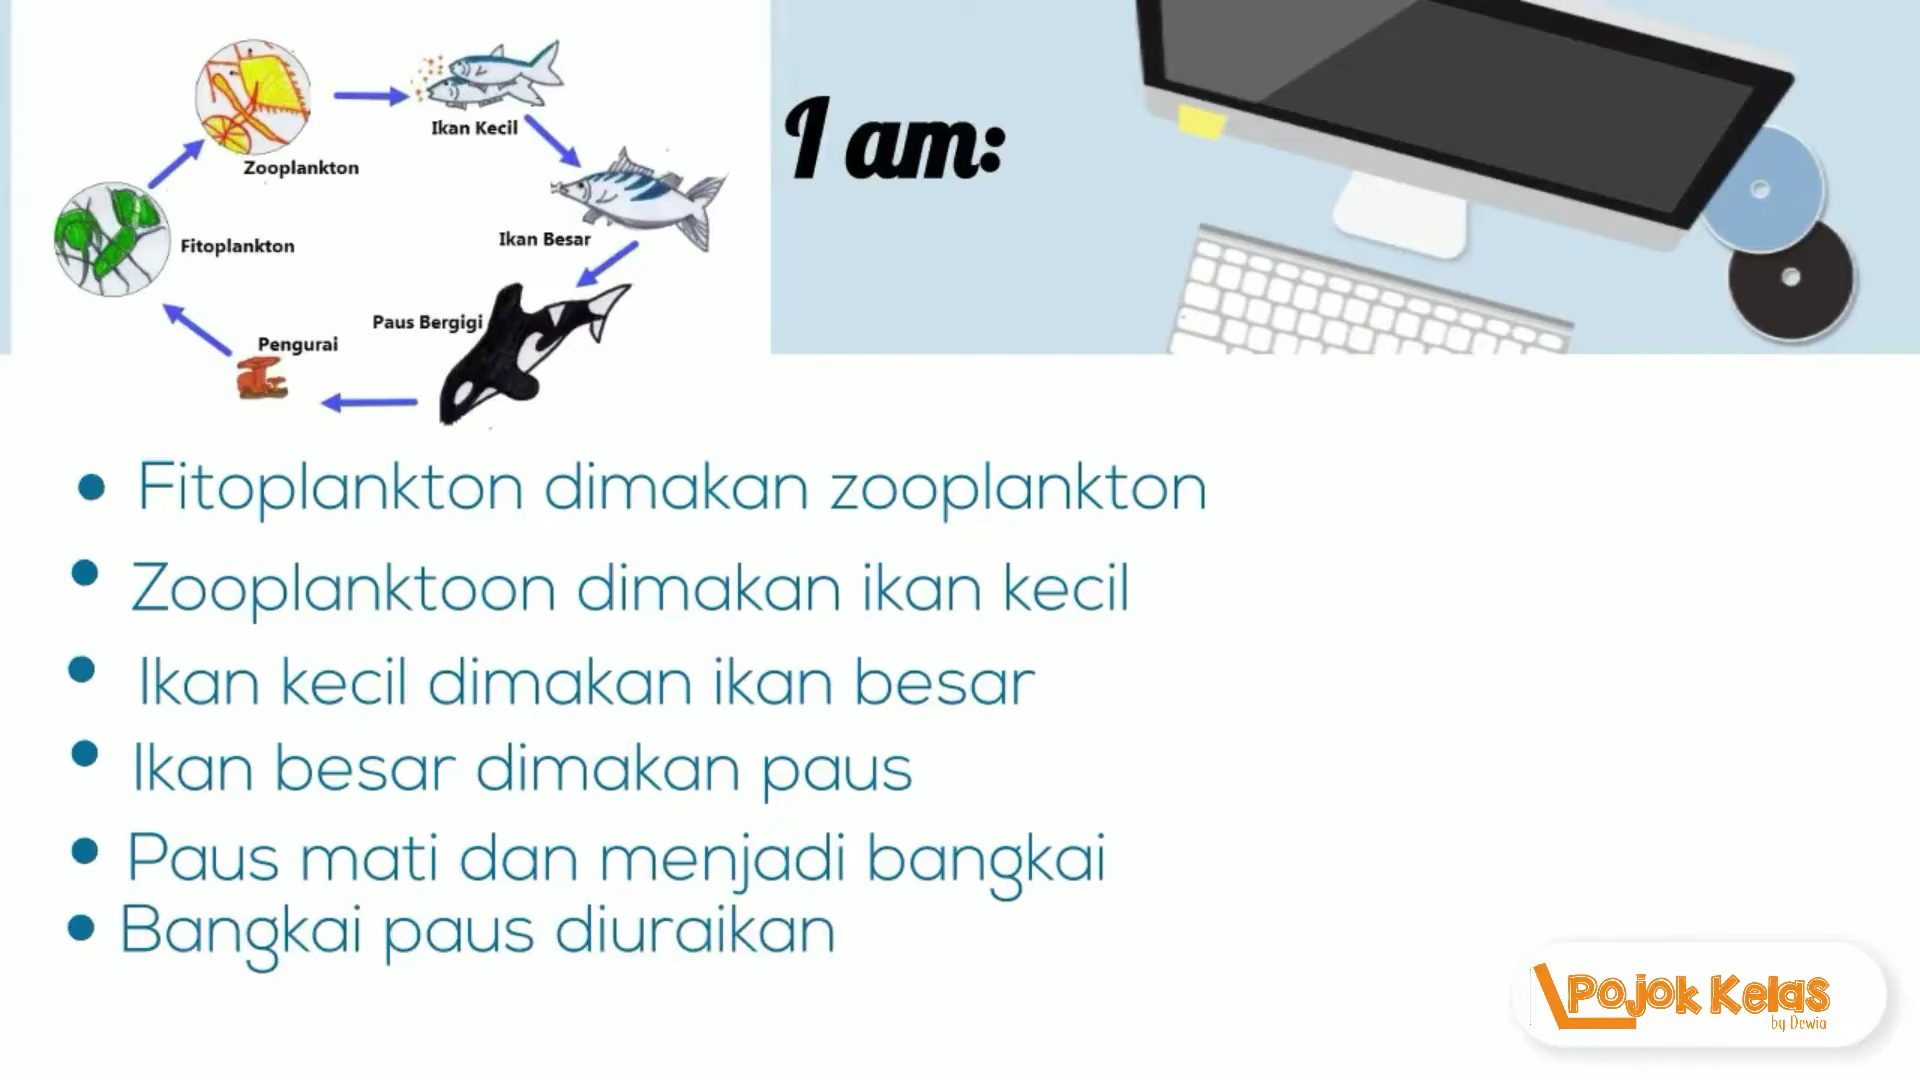 Zooplankton
Ikan Kecil
Ikan Besar
Fitoplankton
Paus Bergigi
Pengurai
I am:
Fitoplankton dimakan zooplankton
Zooplanktoon dimakan ikan kecil
Ikan kecil dimakan ikan besar
Ikan besar dimakan paus
Paus mati dan menjadi bangkai
Bangkai paus diuraikan
Pojok Kelas
by Dewia